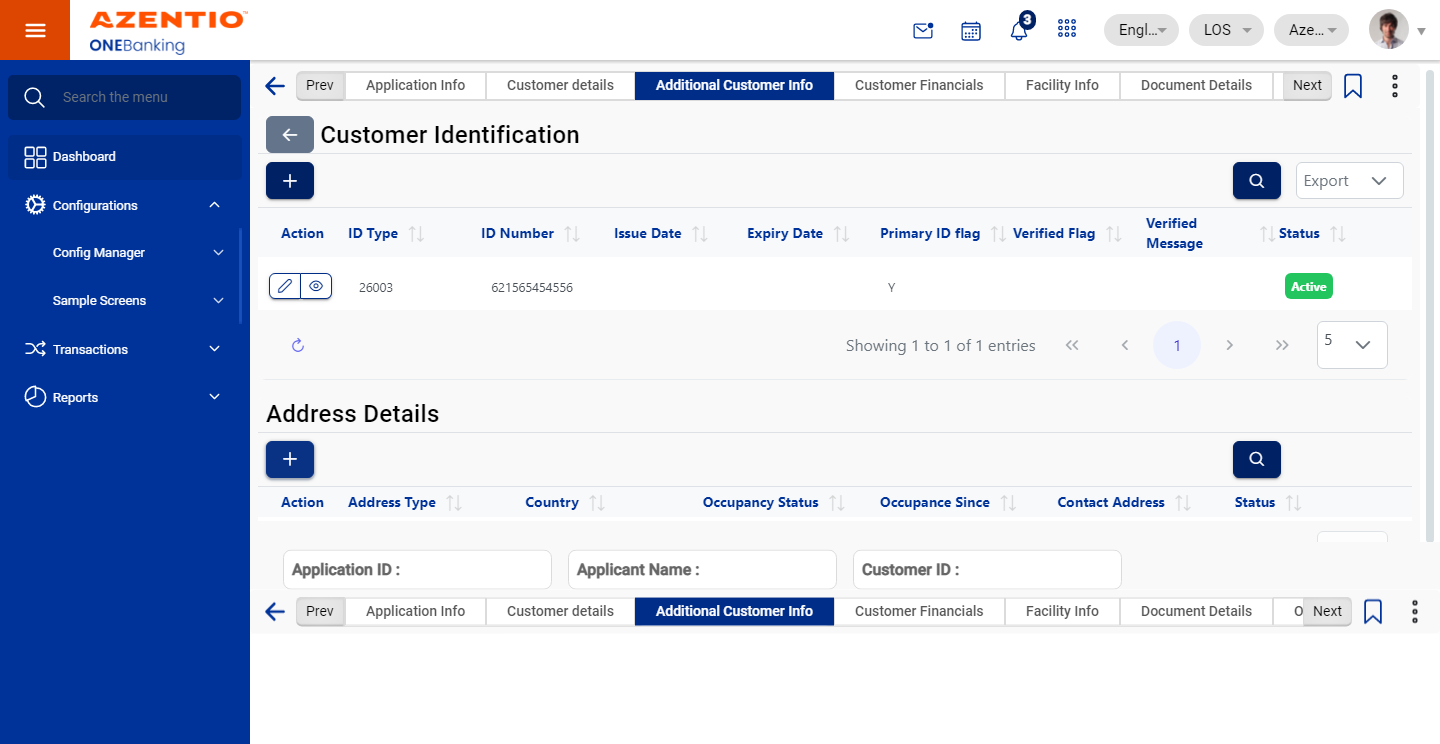 AZENTIO™
ONEBanking
3
Engl...
LOS
Aze...
Search the menu
Dashboard
Configurations
Config Manager
Sample Screens
Transactions
Reports
Prev Application Info Customer details Additional Customer Info Customer Financials Facility Info Document Details Next
Customer Identification
Export
Action ID Type ID Number Issue Date Expiry Date Primary ID flag Verified Flag Verified Message Status
26003 621565454556 Y Active
Showing 1 to 1 of 1 entries 1 5
Address Details
Action Address Type Country Occupancy Status Occupance Since Contact Address Status
Application ID : Applicant Name : Customer ID :
Prev Application Info Customer details Additional Customer Info Customer Financials Facility Info Document Details O Next